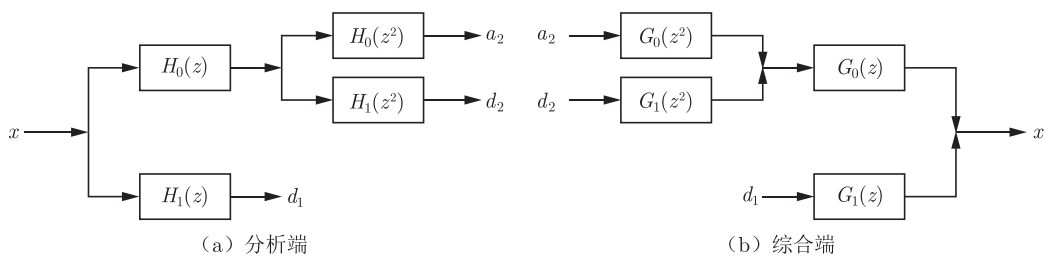 x
H₀(z)
H₁(z)
H₀(z²)
H₁(z²)
a₂
d₂
d₁
(a) 分析端
a₂
d₂
G₀(z²)
G₁(z²)
G₀(z)
d₁
G₁(z)
x
(b) 综合端